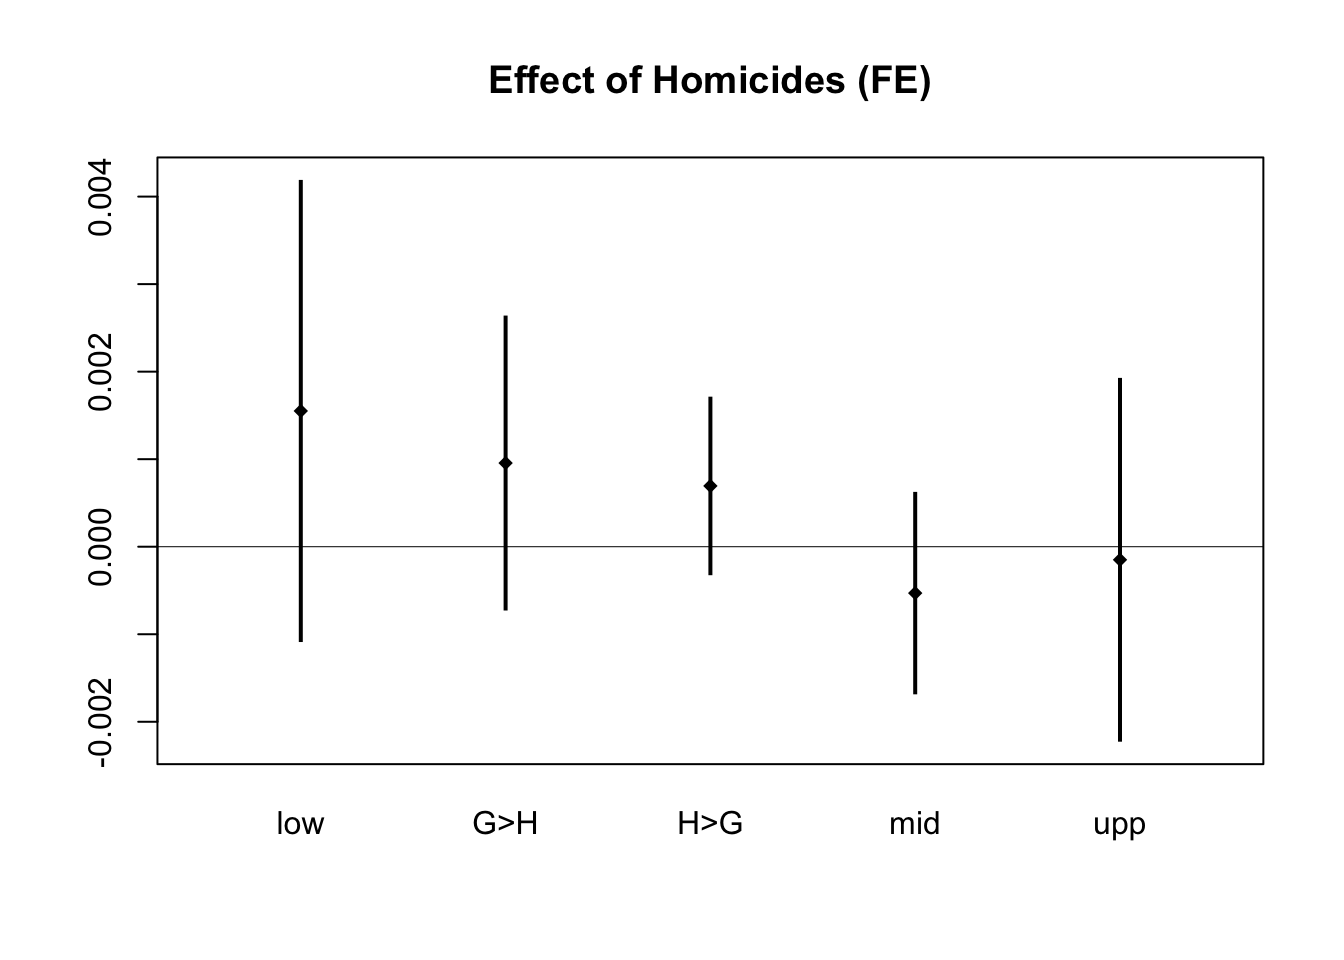 Effect of Homicides (FE)
0.004
0.002
0.000
-0.002
low G>H H>G mid upp